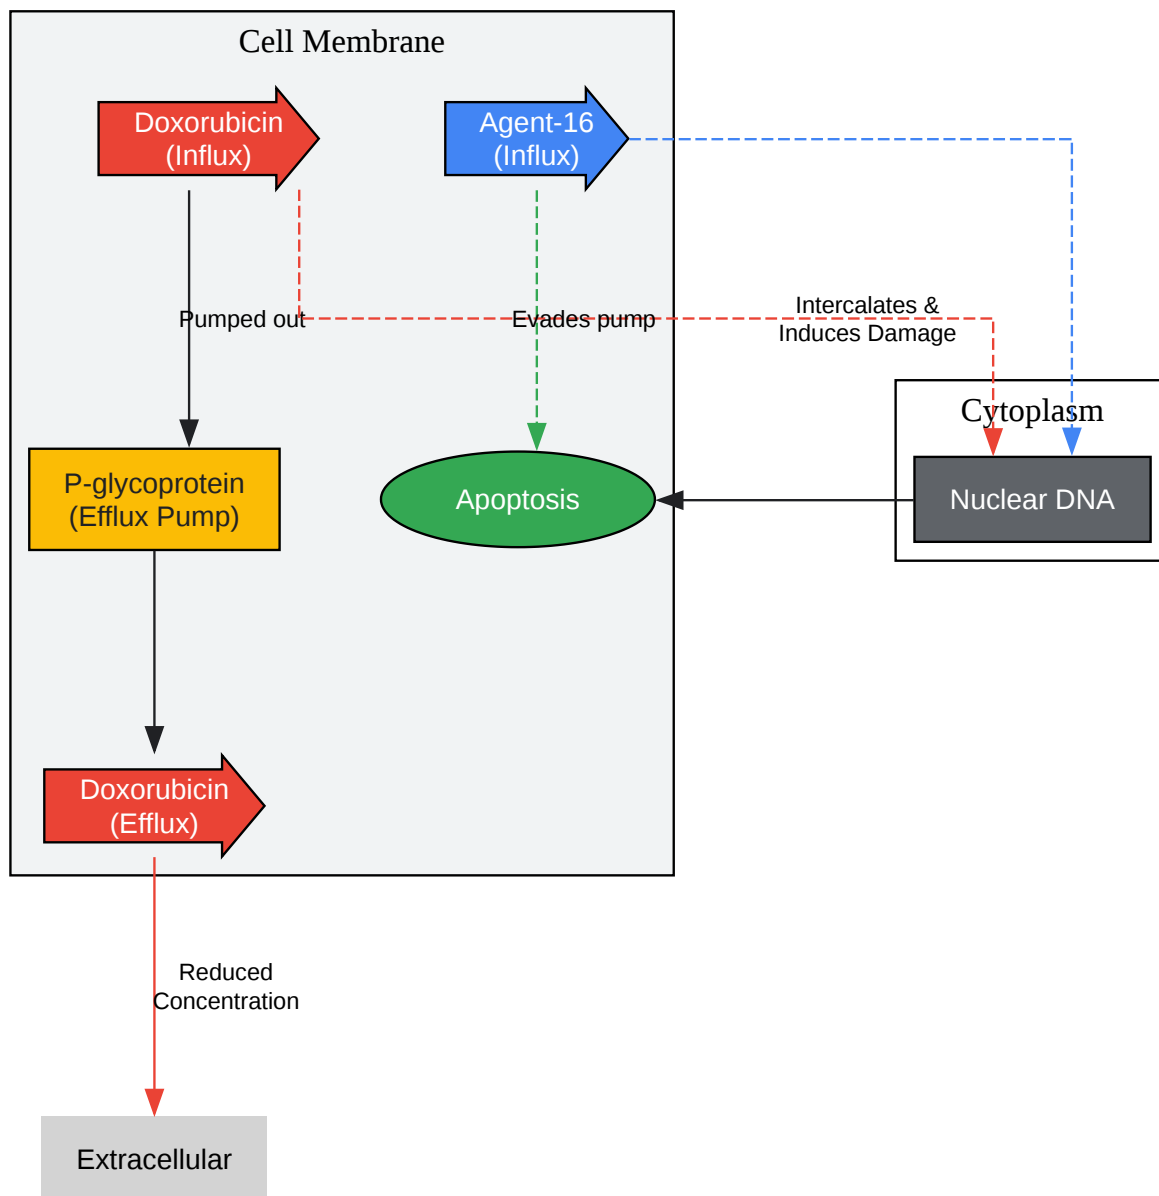 Cell Membrane
Doxorubicin
(Influx)
Agent-16
(Influx)
Pumped out
Evades pump
Intercalates &
Induces Damage
Cytoplasm
P-glycoprotein
(Efflux Pump)
Apoptosis
Nuclear DNA
Doxorubicin
(Efflux)
Reduced
Concentration
Extracellular